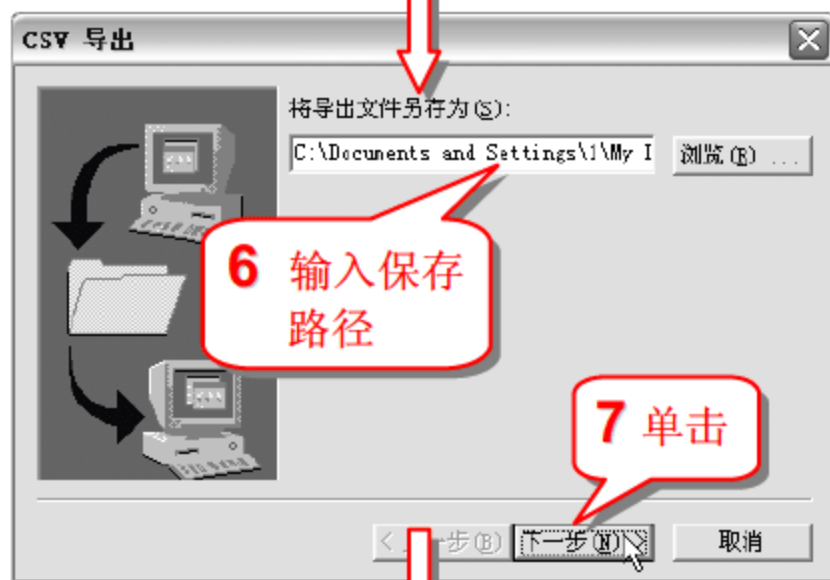 CSV 导出
将导出文件另存为(S):
C:\Documents and Settings\1\My
浏览(R) ...
6 输入保存
路径
7 单击
步(B)
下一步(N) >
取消